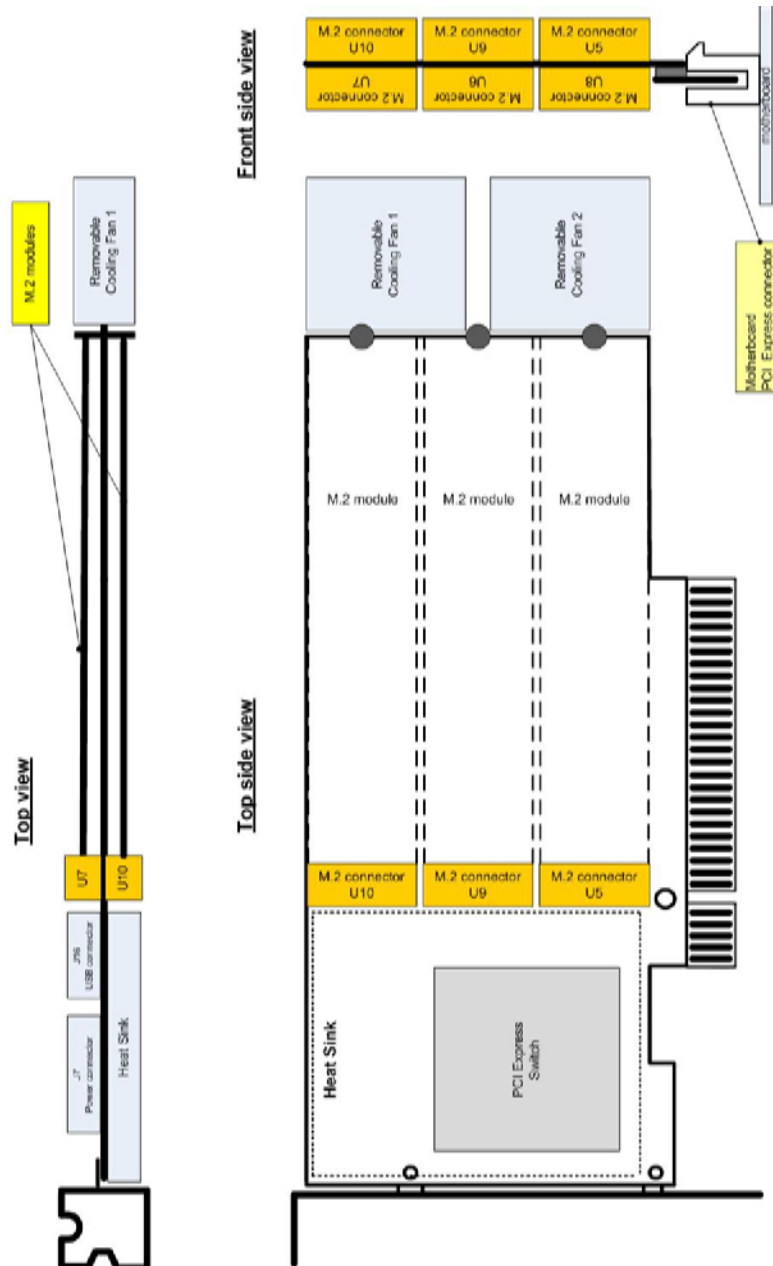 Front side view
M.2 connector
U10
M.2 connector
U9
M.2 connector
U5
M.2 connector
U7
M.2 connector
U6
M.2 connector
U8
motherboard
Motherboard
PCI Express connector
M.2 modules
Removable
Cooling Fan 1
Removable
Cooling Fan 1
Removable
Cooling Fan 2
Top view
U7
U10
J16
USB connector
J7
Power connector
Heat Sink
Top side view
M.2 module
M.2 module
M.2 module
M.2 connector
U10
M.2 connector
U9
M.2 connector
U5
Heat Sink
PCI Express
Switch